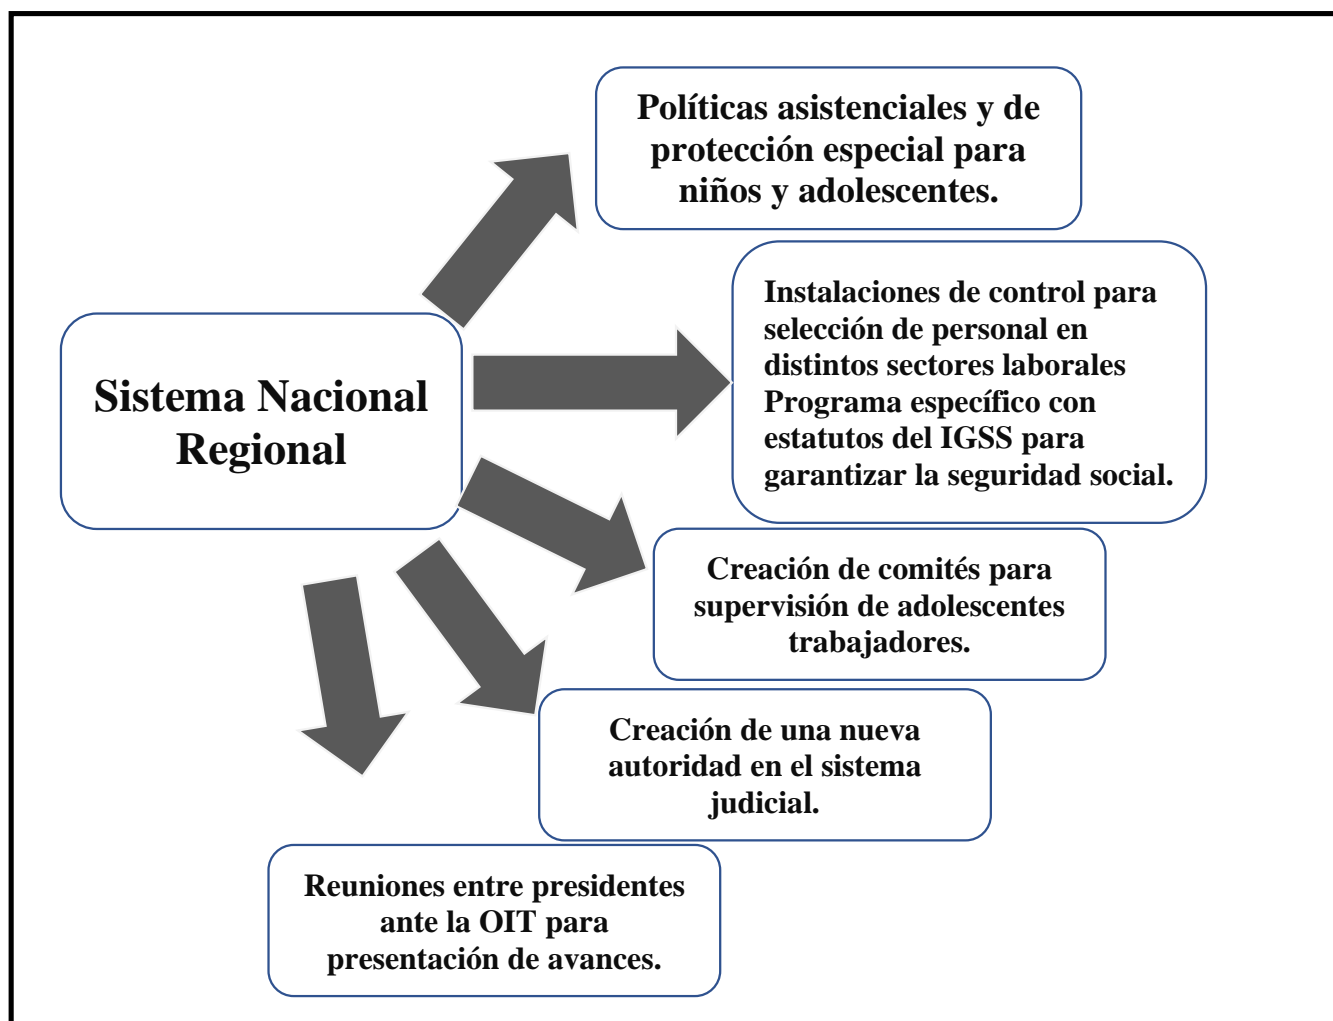 Políticas asistenciales y de
protección especial para
niños y adolescentes.
Instalaciones de control para
selección de personal en
distintos sectores laborales
Programa específico con
estatutos del IGSS para
garantizar la seguridad social.
Sistema Nacional
Regional
Creación de comités para
supervisión de adolescentes
trabajadores.
Creación de una nueva
autoridad en el sistema
judicial.
Reuniones entre presidentes
ante la OIT para
presentación de avances.